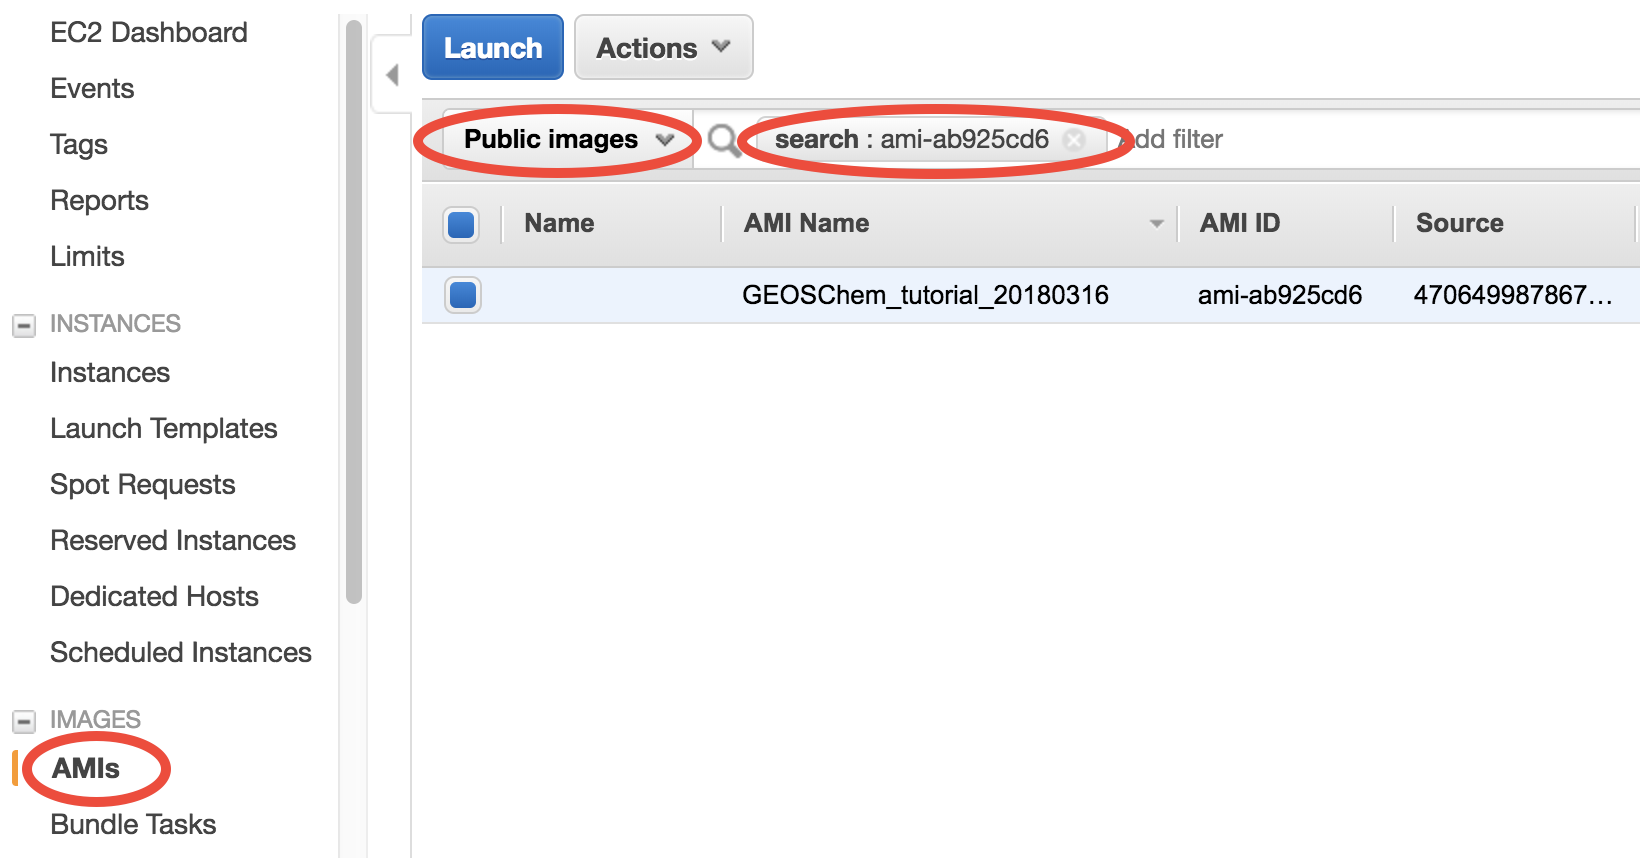 EC2 Dashboard
Events
Tags
Reports
Limits
INSTANCES
Instances
Launch Templates
Spot Requests
Reserved Instances
Dedicated Hosts
Scheduled Instances
IMAGES
AMIs
Bundle Tasks
Launch Actions
Public images search : ami-ab925cd6 Add filter
Name AMI Name AMI ID Source
GEOSChem_tutorial_20180316 ami-ab925cd6 470649987867...